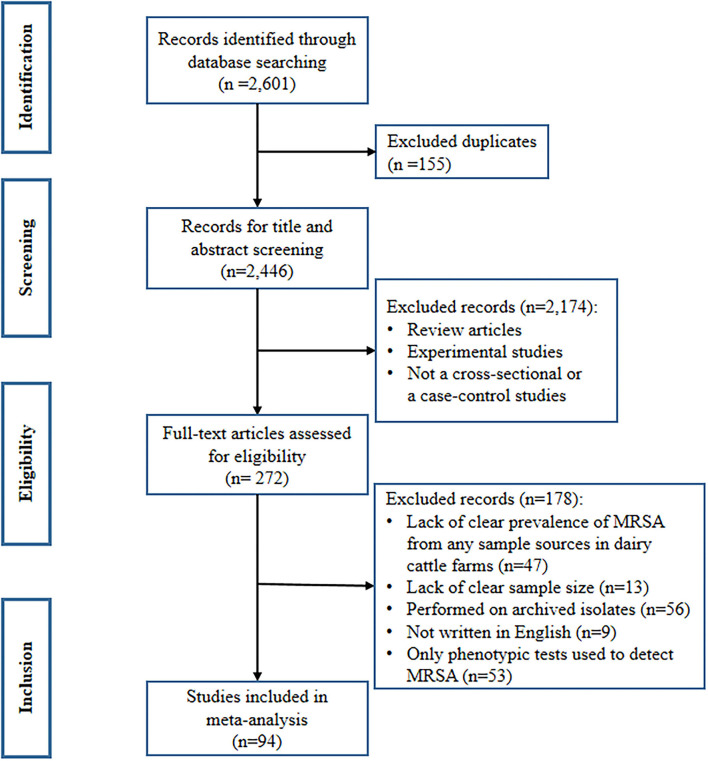 Identification
Records identified through
database searching
(n =2,601)
Excluded duplicates
(n =155)
Screening
Records for title and
abstract screening
(n=2,446)
Excluded records (n=2,174):
• Review articles
• Experimental studies
• Not a cross-sectional or
a case-control studies
Eligibility
Full-text articles assessed
for eligibility
(n= 272)
Excluded records (n=178):
• Lack of clear prevalence of MRSA
from any sample sources in dairy
cattle farms (n=47)
• Lack of clear sample size (n=13)
• Performed on archived isolates (n=56)
• Not written in English (n=9)
• Only phenotypic tests used to detect
MRSA (n=53)
Inclusion
Studies included in
meta-analysis
(n=94)